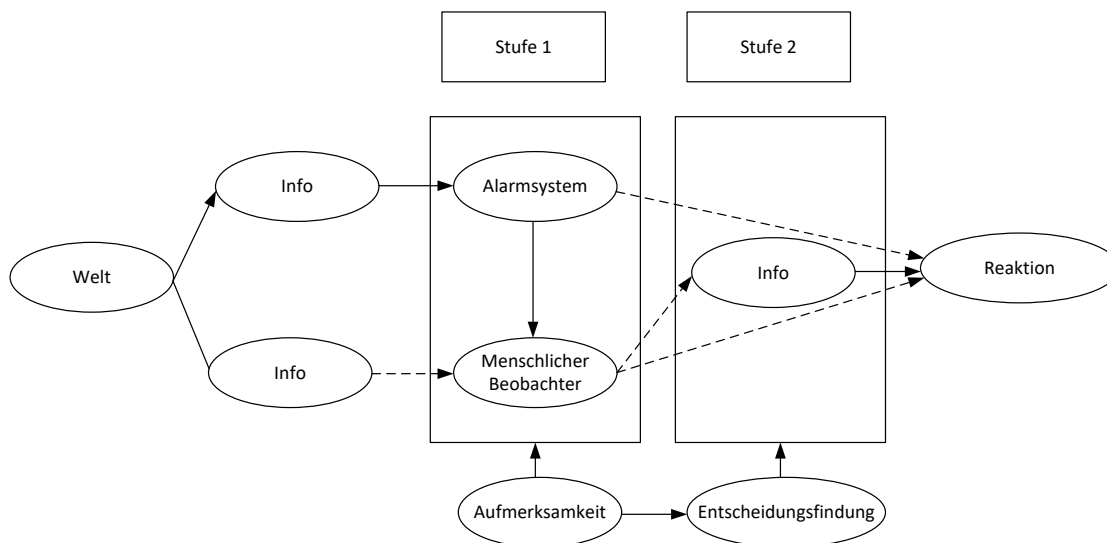 Stufe 1
Stufe 2
Info
Alarmsystem
Welt
Info
Reaktion
Info
Menschlicher
Beobachter
Aufmerksamkeit
Entscheidungsfindung